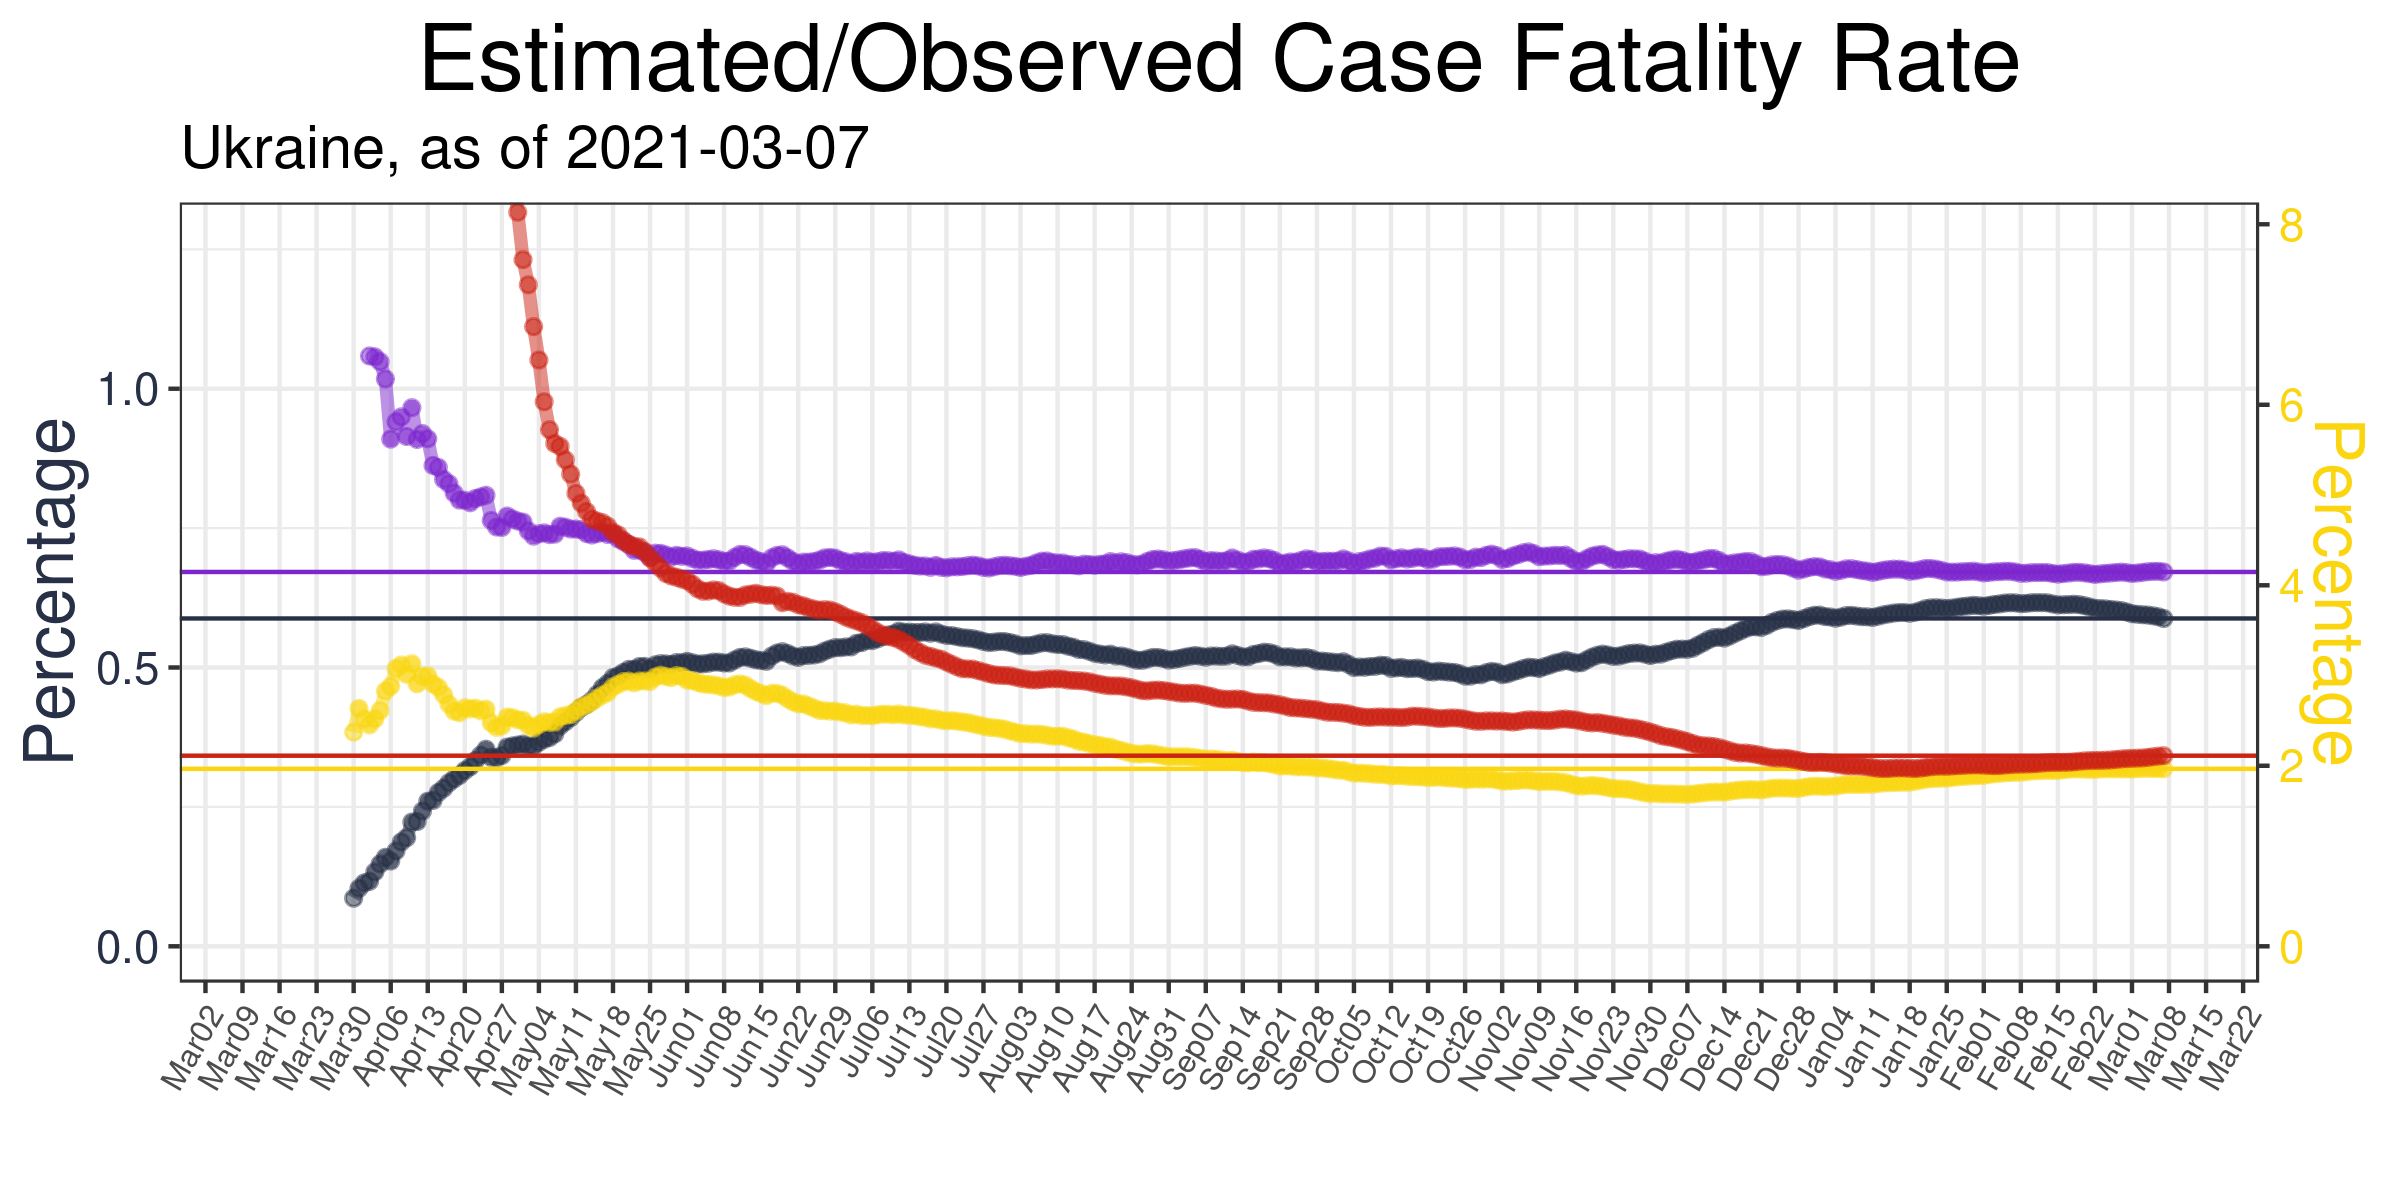 Estimated/Observed Case Fatality Rate
Ukraine, as of 2021-03-07
Percentage
1.0
0.5
0.0
8
6
4
2
0
Percentage
Mar02
Mar09
Mar16
Mar23
Mar30
Apr06
Apr13
Apr20
Apr27
May04
May11
May18
May25
Jun01
Jun08
Jun15
Jun22
Jun29
Jul06
Jul13
Jul20
Jul27
Aug03
Aug10
Aug17
Aug24
Aug31
Sep07
Sep14
Sep21
Sep28
Oct05
Oct12
Oct19
Oct26
Nov02
Nov09
Nov16
Nov23
Nov30
Nov07
Dec14
Dec21
Dec28
Dec04
Jan11
Jan18
Jan25
Jan25
Feb01
Feb08
Feb15
Feb22
Mar01
Mar08
Mar15
Mar22